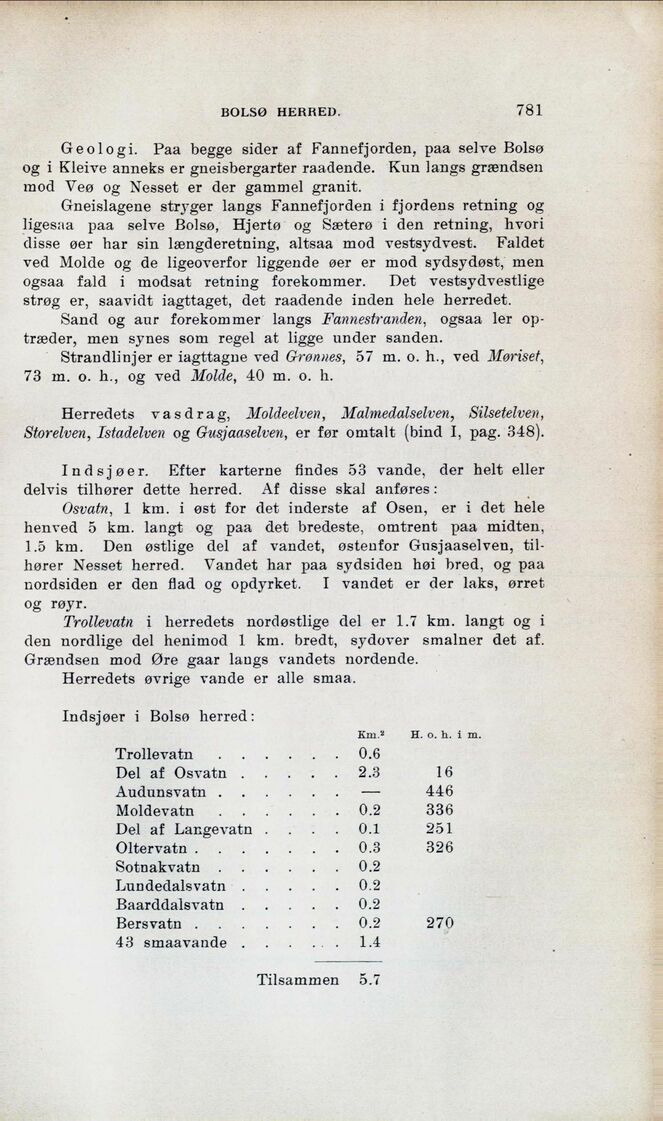 BOLSØ HERRED. 781
Geologi. Paa begge sider af Fannefjorden, paa selve Bolsø
og i Kleive anneks er gneisbergarter raadende. Kun langs grændsen
mod Veø og Nesset er der gammel granit.
Gneislagene stryger langs Fannefjorden i fjordens retning og
ligesaa paa selve Bolsø, Hjertø og Sæterø i den retning, hvori
disse øer har sin længderetning, altsaa mod vestsydvest. Faldet
ved Molde og de ligeoverfor liggende øer er mod sydsydøst, men
ogsaa fald i modsat retning forekommer. Det vestsydvestlige
strøg er, saavidt iagttaget, det raadende inden hele herredet.
Sand og aur forekommer langs Fannestranden, ogsaa ler op-
træder, men synes som regel at ligge under sanden.
Strandlinjer er iagttagne ved Grønnes, 57 m. o. h., ved Møriset,
73 m. o. h., og ved Molde, 40 m. o. h.
Herredets vasdrag, Moldeelven, Malmedalselven, Silsetelven,
Storelven, Istadelven og Gusjaaselven, er før omtalt (bind I, pag. 348).
Indsjøer. Efter karterne findes 53 vande, der helt eller
delvis tilhører dette herred. Af disse skal anføres:
Osvatn, 1 km. i øst for det inderste af Osen, er i det hele
henved 5 km. langt og paa det bredeste, omtrent paa midten,
1.5 km. Den østlige del af vandet, østenfor Gusjaaselven, til-
hører Nesset herred. Vandet har paa sydsiden høi bred, og paa
nordsiden er den flad og opdyrket. I vandet er der laks, ørret
og røyr.
Trollevatn i herredets nordøstlige del er 1.7 km. langt og i
den nordlige del henimod 1 km. bredt, sydover smalner det af.
Grændsen mod Øre gaar langs vandets nordende.
Herredets øvrige vande er alle smaa.
Indsjøer i Bolsø herred:
Km.² H. o. h. i m.
Trollevatn . . . . . . 0.6
Del af Osvatn . . . . . 2.3 16
Audunsvatn . . . . . . — 446
Moldevatn . . . . . . 0.2 336
Del af Langevatn . . . . 0.1 251
Oltervatn . . . . . . . 0.3 326
Sotnakvatn . . . . . . 0.2
Lundedalsvatn . . . . . 0.2
Baarddalsvatn . . . . . 0.2
Bersvatn . . . . . . . 0.2 270
43 smaavande . . . . . 1.4
Tilsammen 5.7